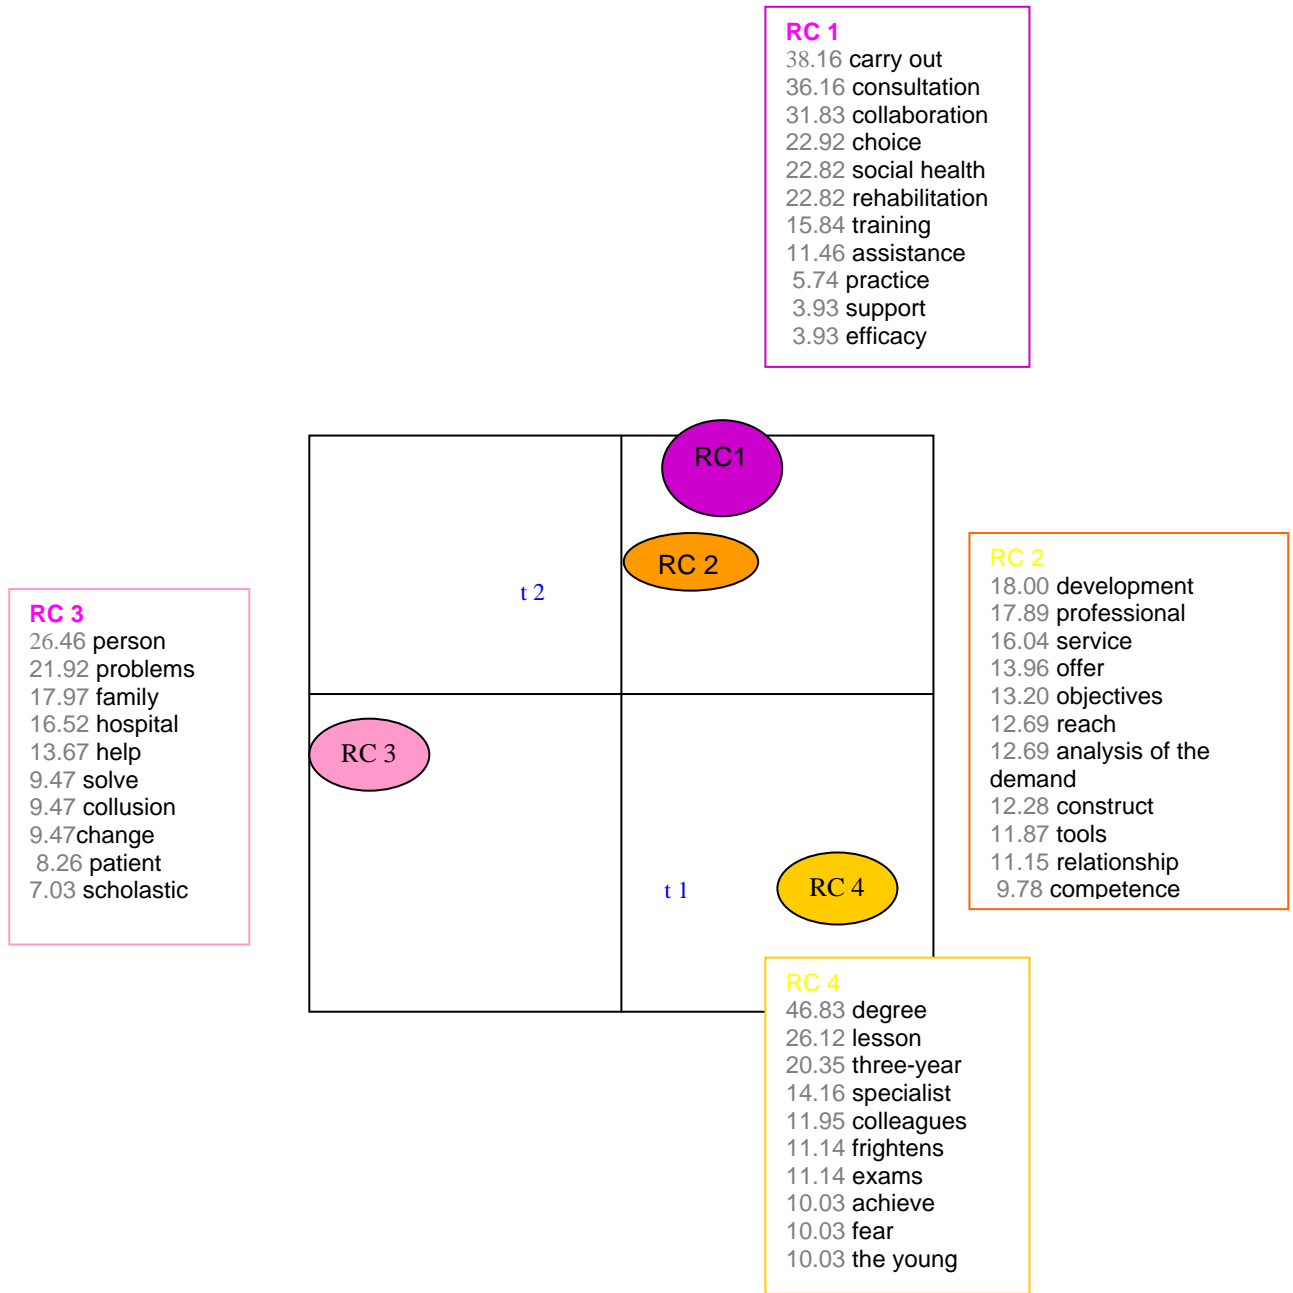 RC 1
38.16 carry out
36.16 consultation
31.83 collaboration
22.92 choice
22.82 social health
22.82 rehabilitation
15.84 training
11.46 assistance
5.74 practice
3.93 support
3.93 efficacy
RC1
RC 2
t 2
RC 3
RC 4
t 1
RC 3
26.46 person
21.92 problems
17.97 family
16.52 hospital
13.67 help
9.47 solve
9.47 collusion
9.47change
8.26 patient
7.03 scholastic
RC 2
18.00 development
17.89 professional
16.04 service
13.96 offer
13.20 objectives
12.69 reach
12.69 analysis of the
demand
12.28 construct
11.87 tools
11.15 relationship
9.78 competence
RC 4
46.83 degree
26.12 lesson
20.35 three-year
14.16 specialist
11.95 colleagues
11.14 frightens
11.14 exams
10.03 achieve
10.03 fear
10.03 the young